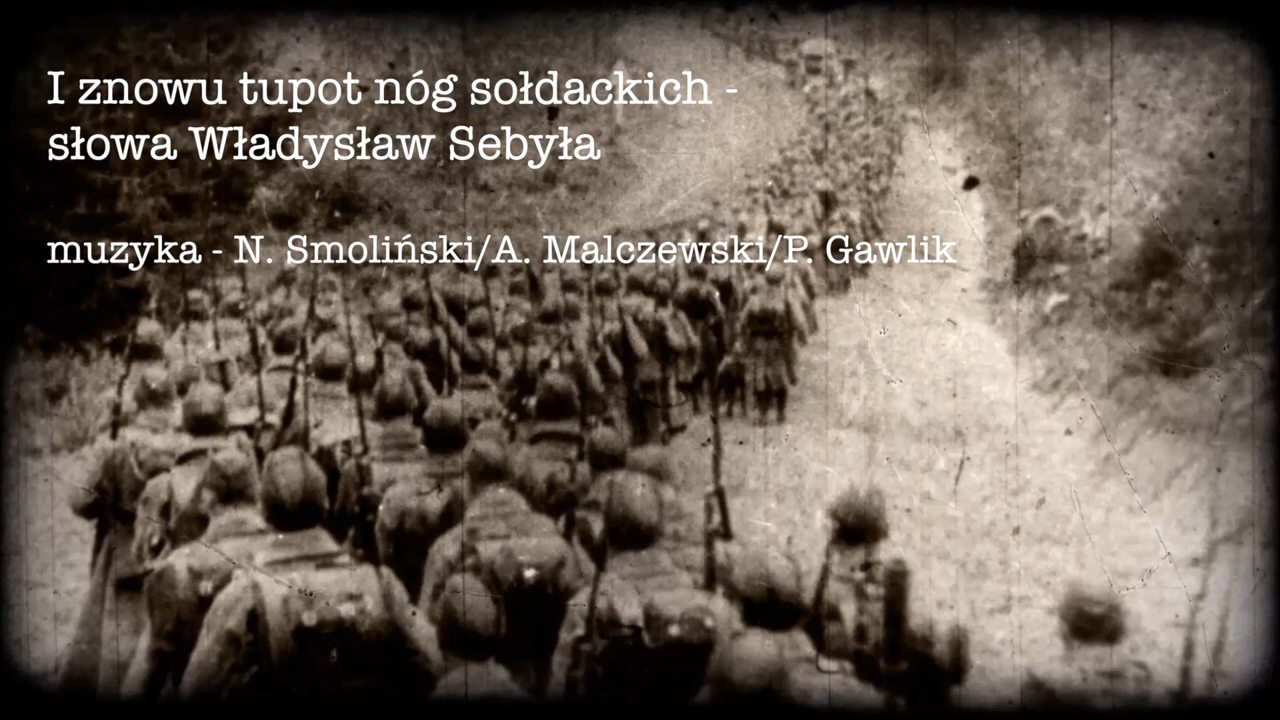 I znowu tupot nóg sołdackich -
słowa Władysław Sebyła
muzyka - N. Smoliński/A. Malczewski/P. Gawlik